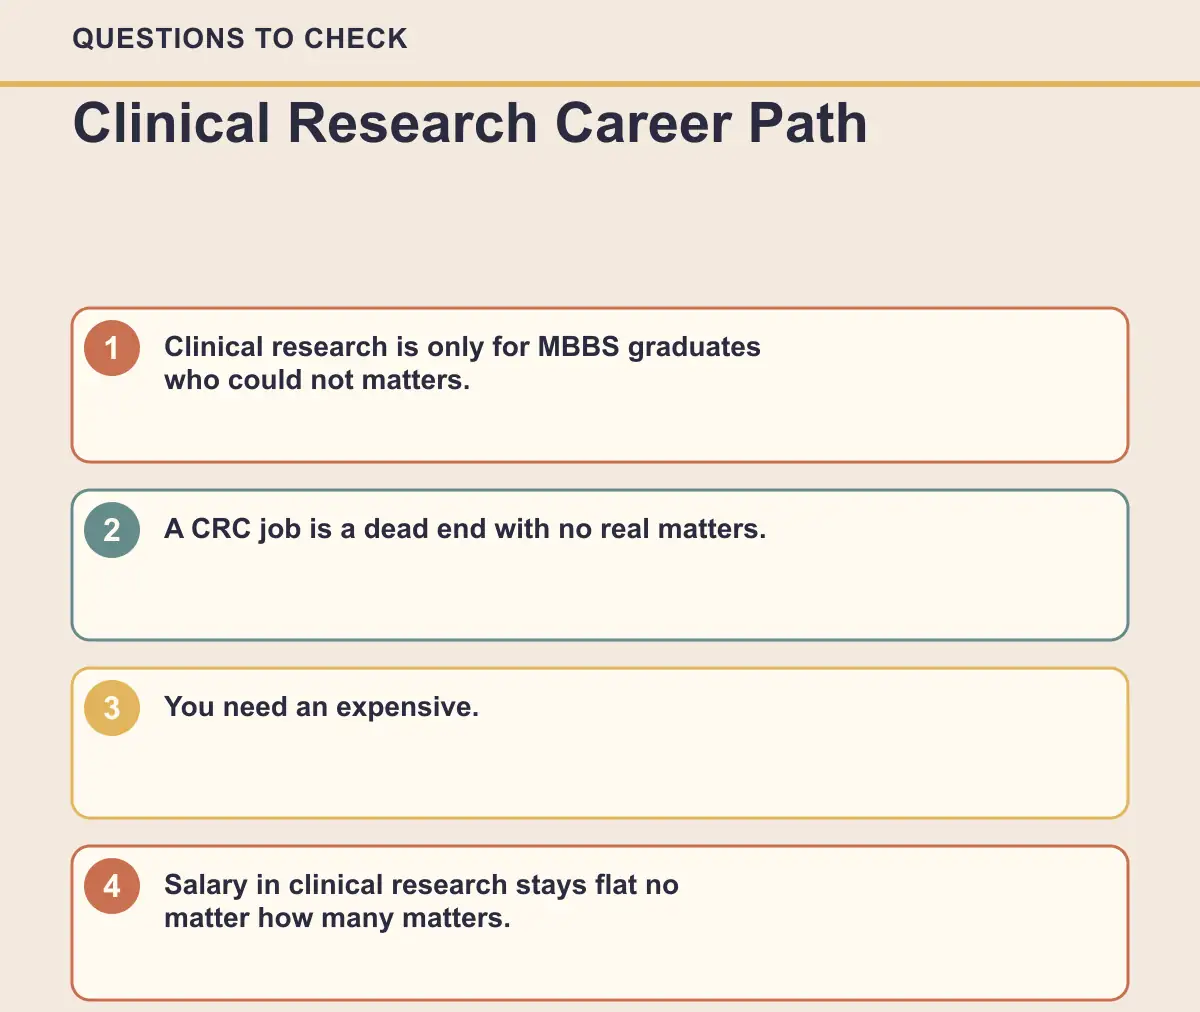 QUESTIONS TO CHECK
Clinical Research Career Path
1
Clinical research is only for MBBS graduates
who could not matters.
2
A CRC job is a dead end with no real matters.
3
You need an expensive.
4
Salary in clinical research stays flat no
matter how many matters.